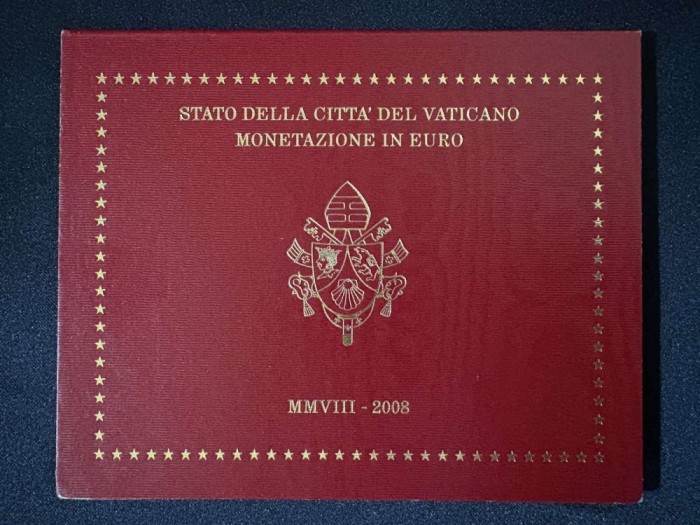 STATO DELLA CITTA' DEL VATICANO
MONETAZIONE IN EURO
MMVIII - 2008